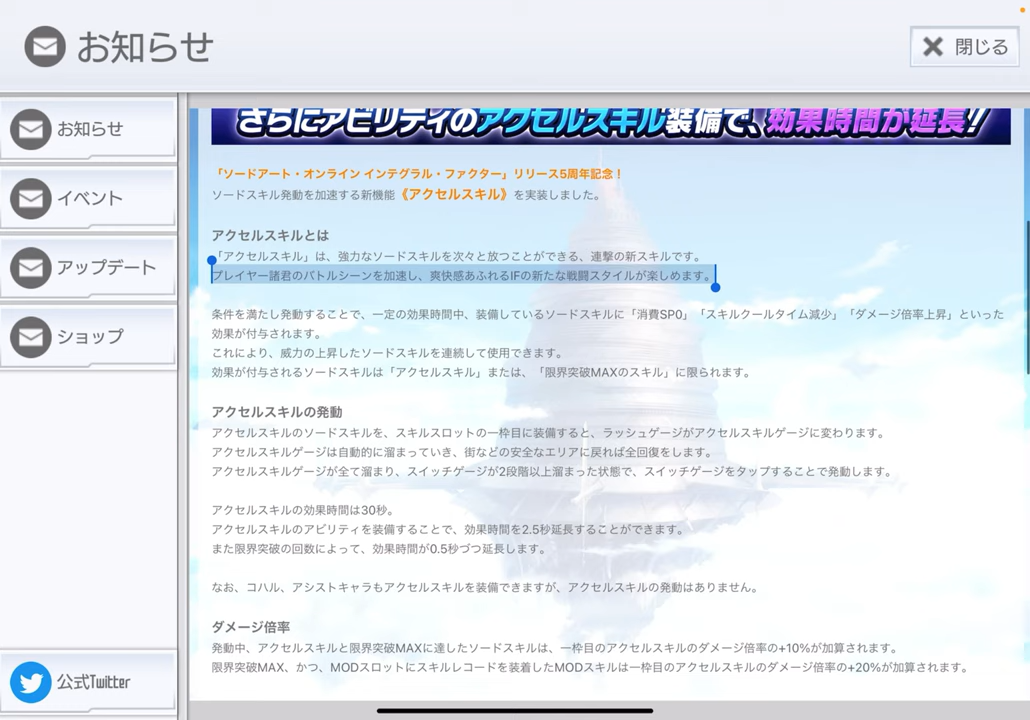 お知らせ
閉じる
お知らせ
イベント
アップデート
ショップ
公式Twitter
さらにアビリティのアクセルスキル装備で、効果時間が延長!!
「ソードアート・オンライン インテグラル・ファクター」リリース5周年記念！
ソードスキル発動を加速する新機能《アクセルスキル》を実装しました。
アクセルスキルとは
「アクセルスキル」は、強力なソードスキルを次々と放つことができる、連撃の新スキルです。
プレイヤー諸君のバトルシーンを加速し、爽快感あふれるIFの新たな戦闘スタイルが楽しめます。
条件を満たし発動することで、一定の効果時間中、装備しているソードスキルに「消費SP0」「スキルクールタイム減少」「ダメージ倍率上昇」といった
効果が付与されます。
これにより、威力の上昇したソードスキルを連続して使用できます。
効果が付与されるソードスキルは「アクセルスキル」または、「限界突破MAXのスキル」に限られます。
アクセルスキルの発動
アクセルスキルのソードスキルを、スキルスロットの一枠目に装備すると、ラッシュゲージがアクセルスキルゲージに変わります。
アクセルスキルゲージは自動的に溜まっていき、街などの安全なエリアに戻れば全回復をします。
アクセルスキルゲージが全て溜まり、スイッチゲージが2段階以上溜まった状態で、スイッチゲージをタップすることで発動します。
アクセルスキルの効果時間は30秒。
アクセルスキルのアビリティを装備することで、効果時間を2.5秒延長することができます。
また限界突破の回数によって、効果時間が0.5秒づつ延長します。
なお、コハル、アシストキャラもアクセルスキルを装備できますが、アクセルスキルの発動はありません。
ダメージ倍率
発動中、アクセルスキルと限界突破MAXに達したソードスキルは、一枠目のアクセルスキルのダメージ倍率の+10%が加算されます。
限界突破MAX、かつ、MODスロットにスキルレコードを装着したMODスキルは一枠目のアクセルスキルのダメージ倍率の+20%が加算されます。